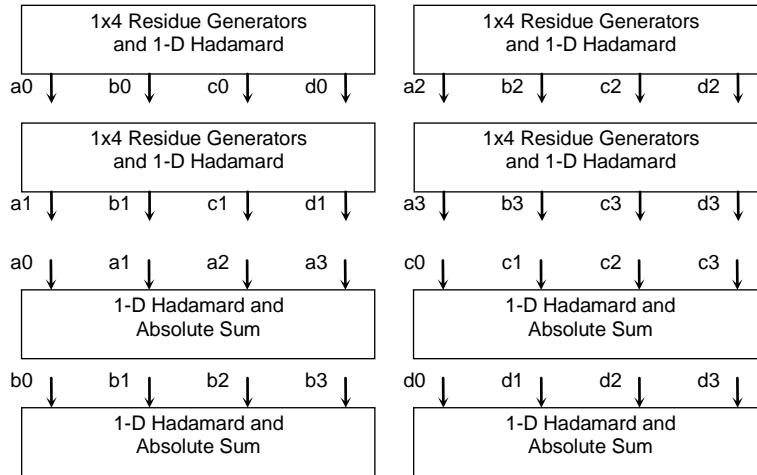 1x4 Residue Generators
and 1-D Hadamard
1x4 Residue Generators
and 1-D Hadamard
a0 b0 c0 d0 a2 b2 c2 d2
1x4 Residue Generators
and 1-D Hadamard
1x4 Residue Generators
and 1-D Hadamard
a1 b1 c1 d1 a3 b3 c3 d3
a0 a1 a2 a3 c0 c1 c2 c3
1-D Hadamard and
Absolute Sum
1-D Hadamard and
Absolute Sum
b0 b1 b2 b3 d0 d1 d2 d3
1-D Hadamard and
Absolute Sum
1-D Hadamard and
Absolute Sum